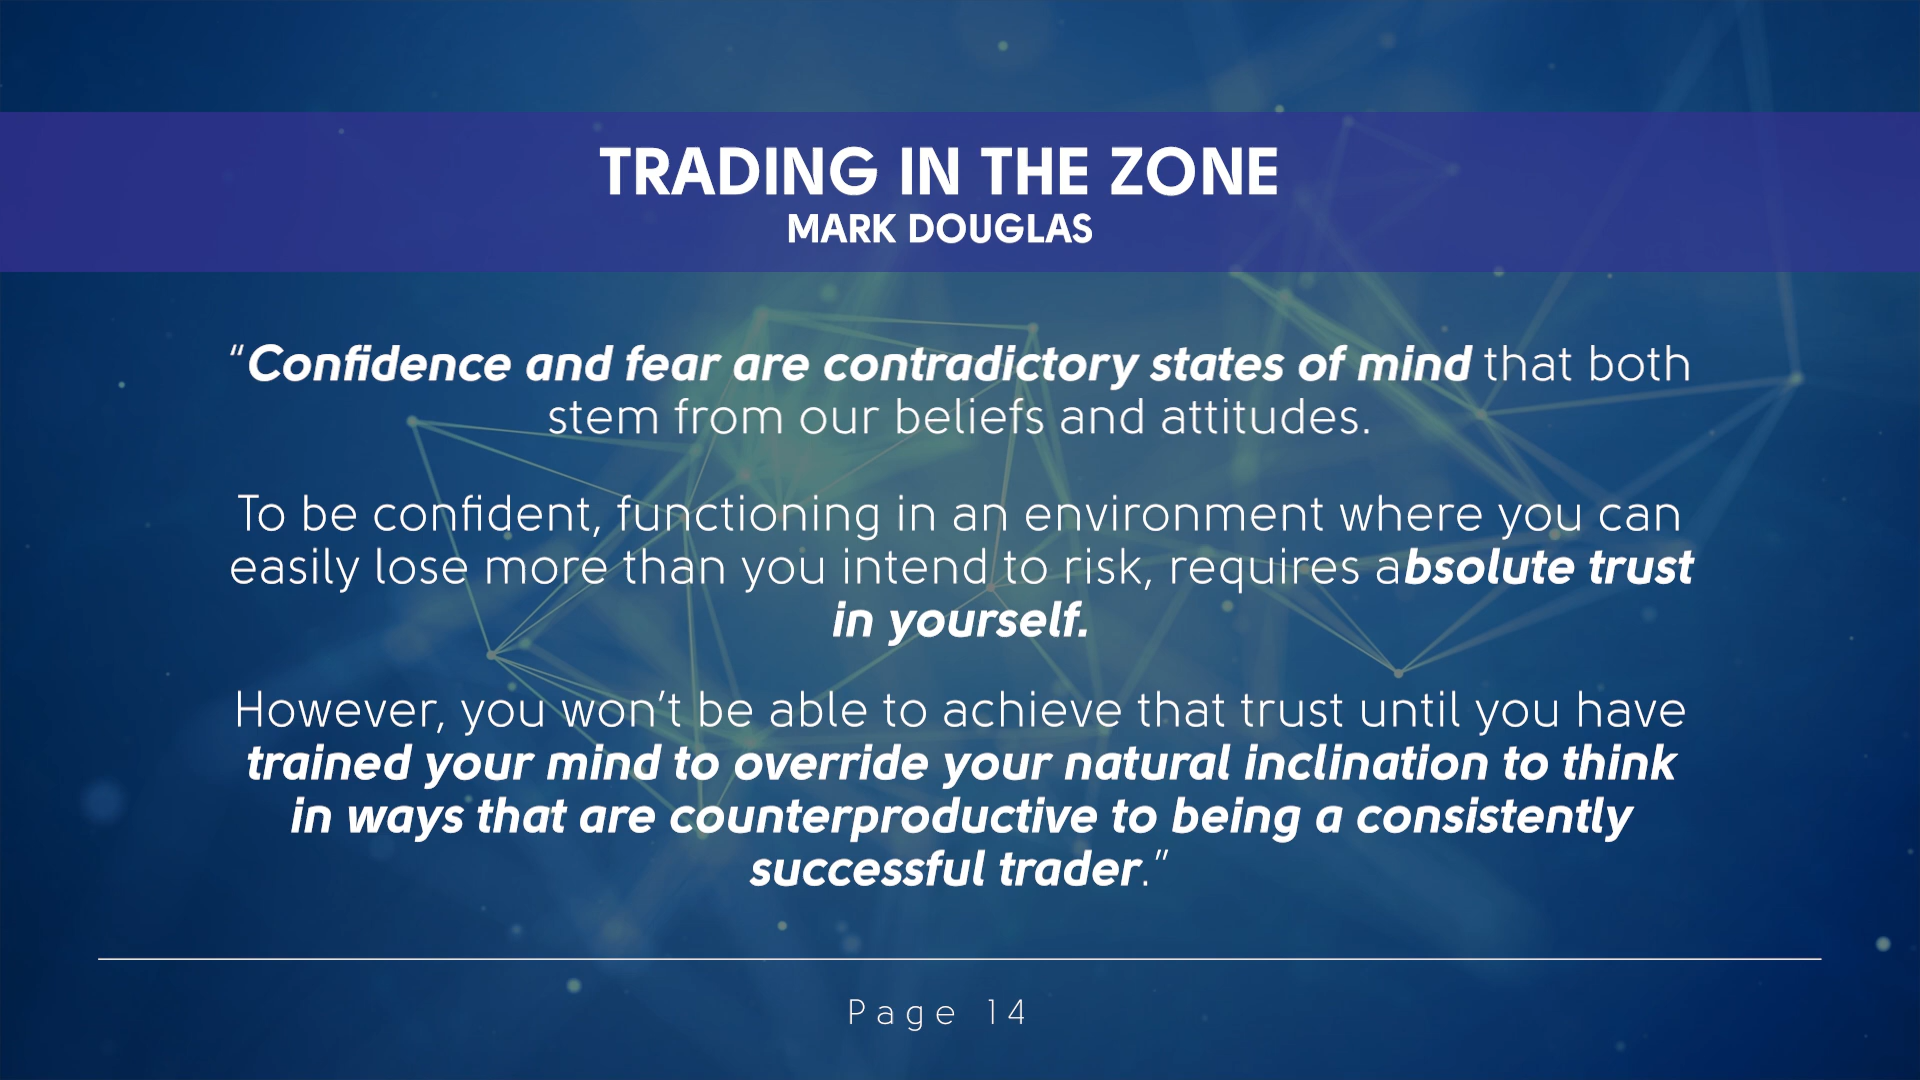 TRADING IN THE ZONE
MARK DOUGLAS
"Confidence and fear are contradictory states of mind that both
stem from our beliefs and attitudes.
To be confident, functioning in an environment where you can
easily lose more than you intend to risk, requires absolute trust
in yourself.
However, you won't be able to achieve that trust until you have
trained your mind to override your natural inclination to think
in ways that are counterproductive to being a consistently
successful trader."
Page 14